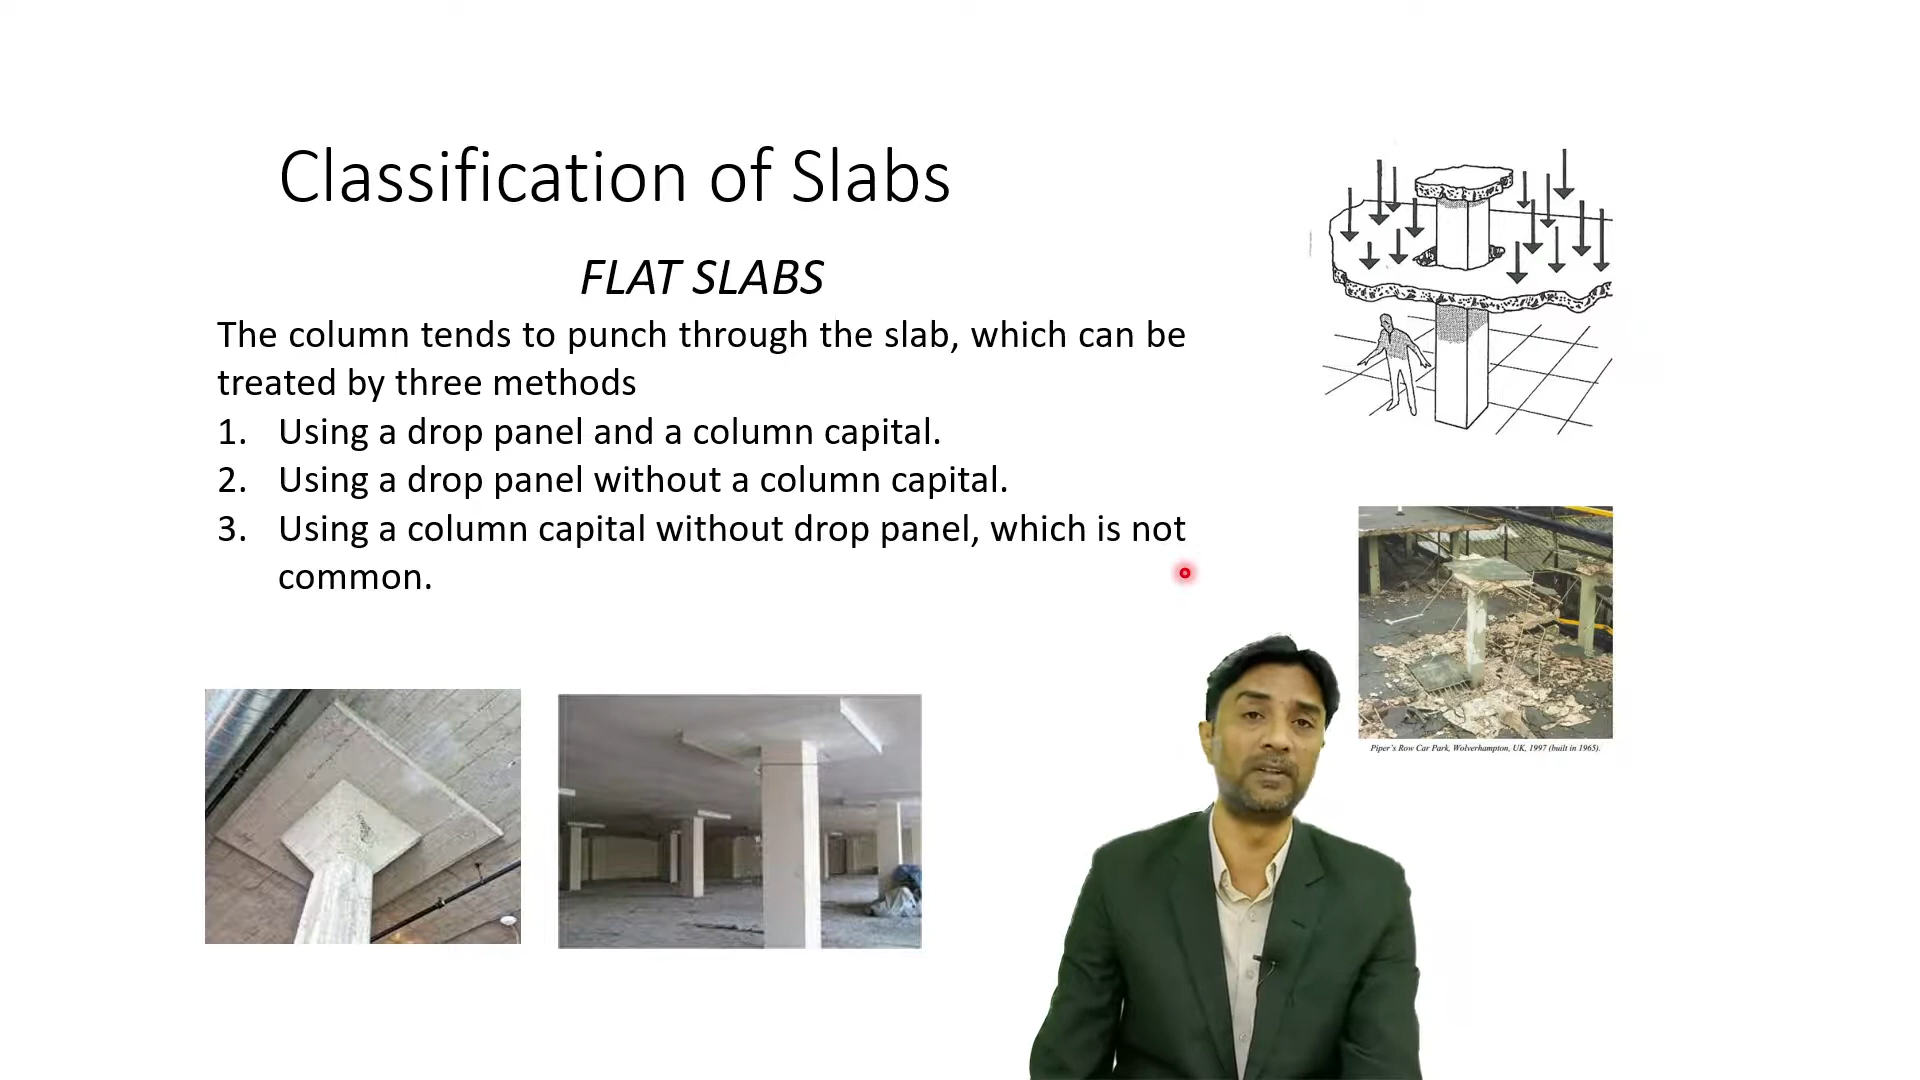 Classification of Slabs
FLAT SLABS
The column tends to punch through the slab, which can be
treated by three methods
1. Using a drop panel and a column capital.
2. Using a drop panel without a column capital.
3. Using a column capital without drop panel, which is not
common.
Piper's Row Car Park, Wolverhampton, UK, 1997 (built in 1965).